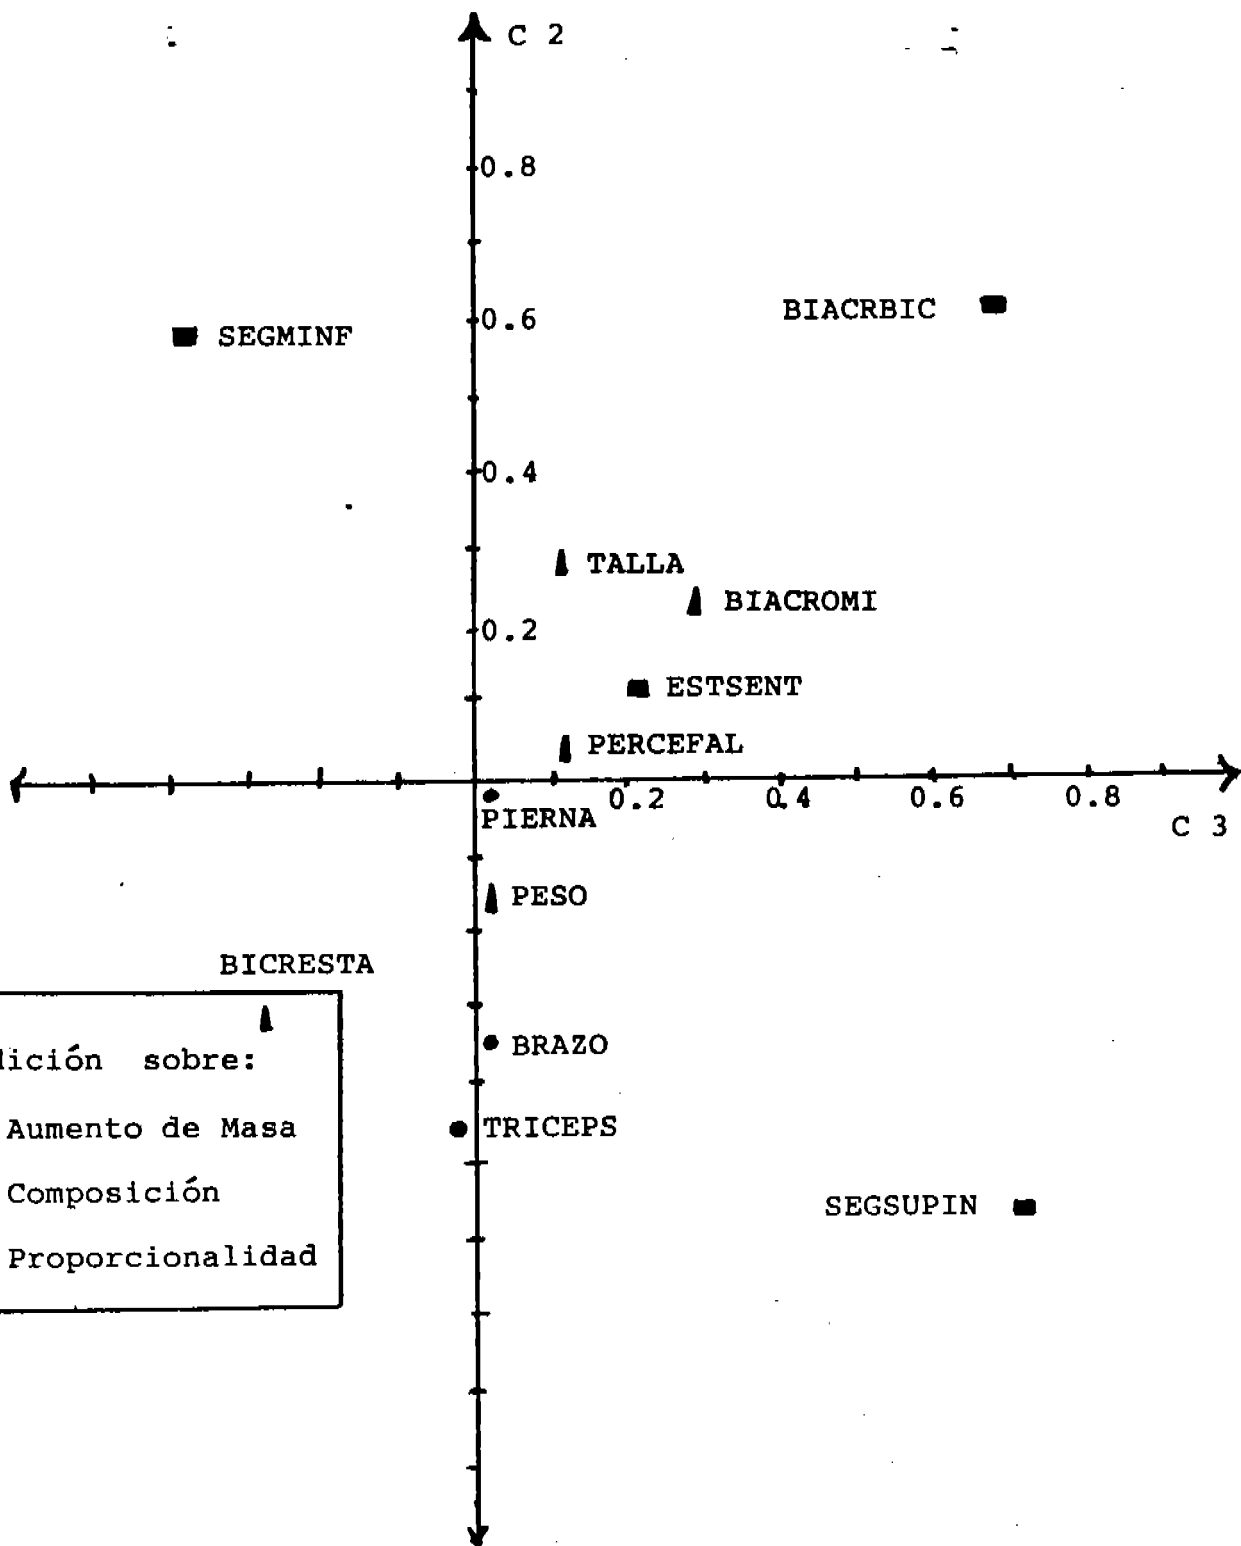 C 2
0.8
BIACRBIC
0.6
SEGMINF
0.4
TALLA
BIACROMI
0.2
ESTSENT
PERCEFAL
0.2 0.4 0.6 0.8
PIERNA
C 3
PESO
BICRESTA
BRAZO
sobre:
TRICEPS
Aumento de Masa
Composición
SEGSUPIN
Proporcionalidad